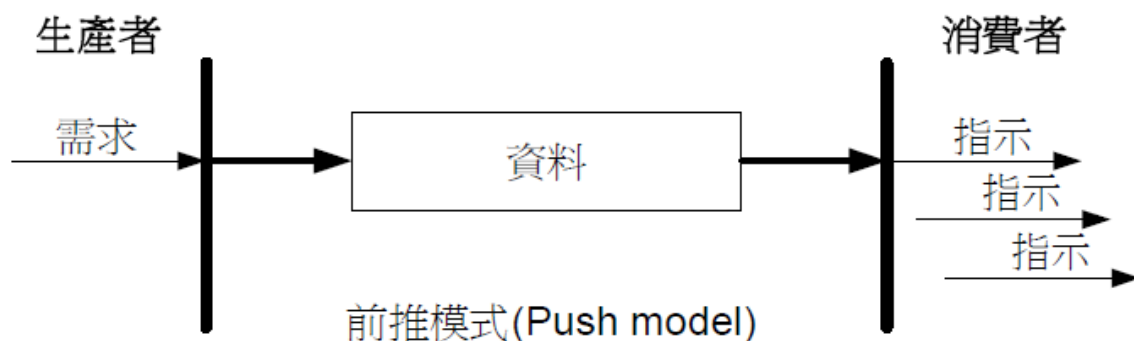 生產者
消費者
需求
資料
指示
指示
指示
前推模式(Push model)